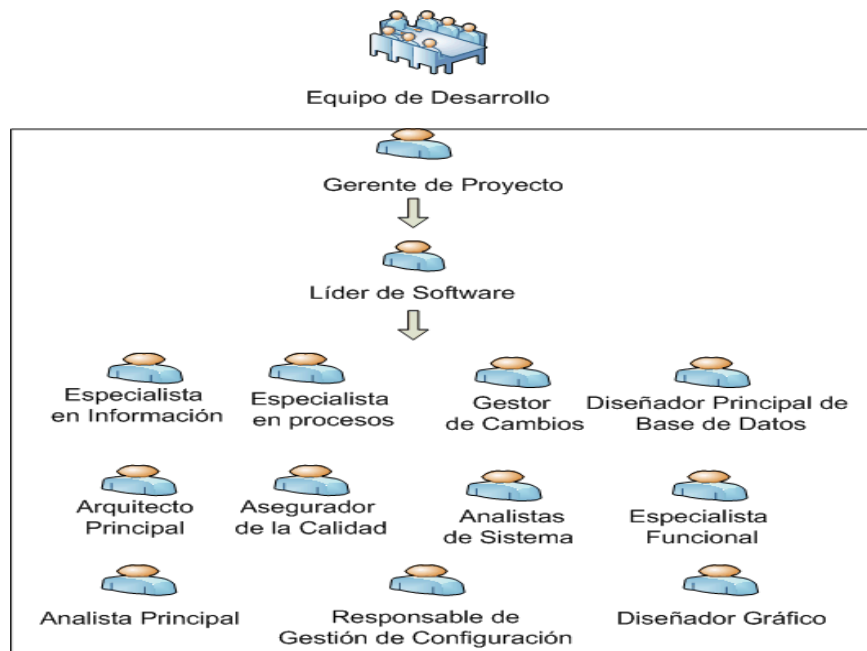 Equipo de Desarrollo
Gerente de Proyecto
Líder de Software
Especialista
en Información
Especialista
en procesos
Gestor
de Cambios
Diseñador Principal de
Base de Datos
Arquitecto
Principal
Asegurador
de la Calidad
Analistas
de Sistema
Especialista
Funcional
Analista Principal
Responsable de
Gestión de Configuración
Diseñador Gráfico